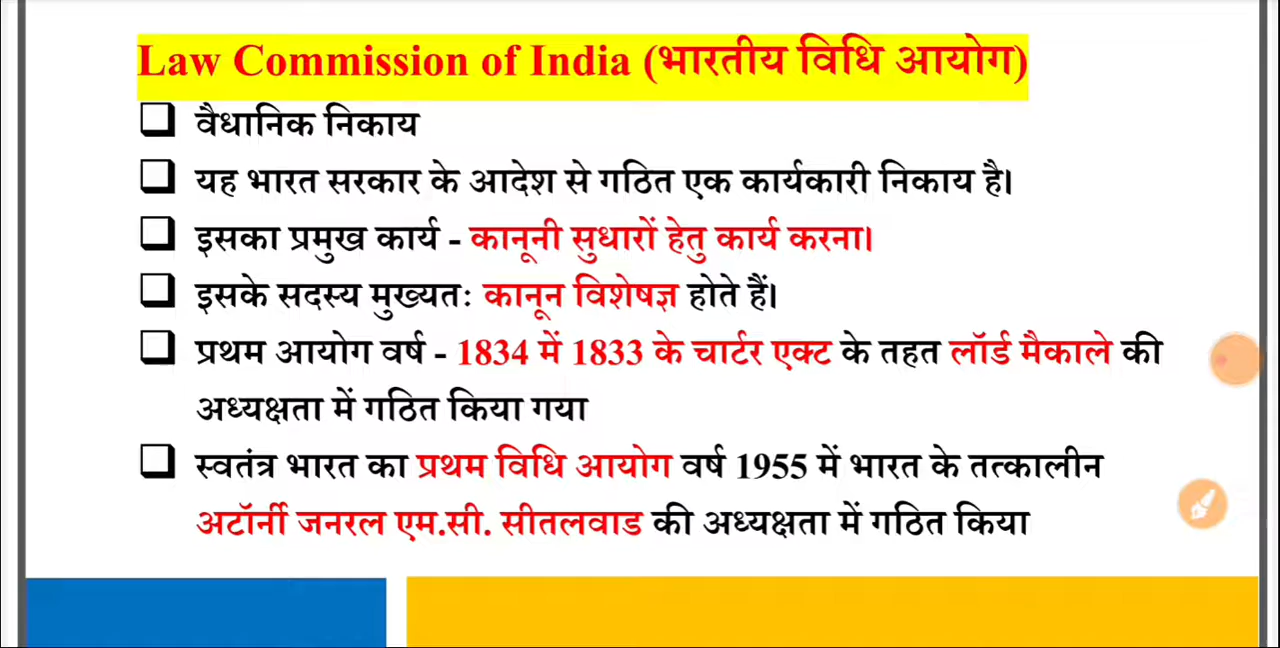 Law Commission of India (भारतीय विधि आयोग)
वैधानिक निकाय
यह भारत सरकार के आदेश से गठित एक कार्यकारी निकाय है।
इसका प्रमुख कार्य - कानूनी सुधारों हेतु कार्य करना।
इसके सदस्य मुख्यतः कानून विशेषज्ञ होते हैं।
प्रथम आयोग वर्ष - 1834 में 1833 के चार्टर एक्ट के तहत लॉर्ड मैकाले की
अध्यक्षता में गठित किया गया
स्वतंत्र भारत का प्रथम विधि आयोग वर्ष 1955 में भारत के तत्कालीन
अटॉर्नी जनरल एम.सी. सीतलवाड की अध्यक्षता में गठित किया